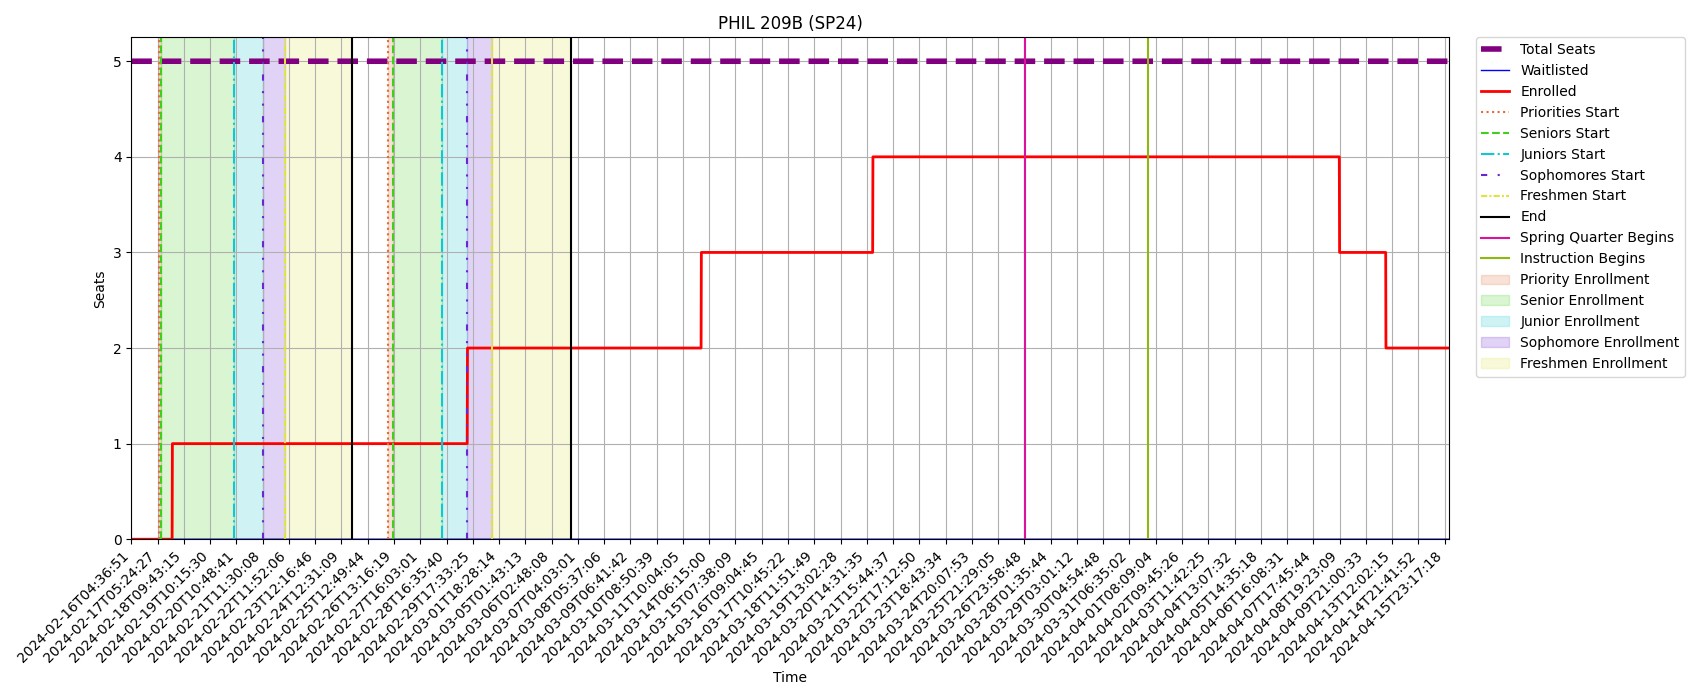 PHIL 209B (SP24)
Seats
5
4
3
2
1
0
2024-02-16T04:36:51
2024-02-17T05:24:27
2024-02-18T09:43:15
2024-02-19T10:15:30
2024-02-20T10:48:41
2024-02-21T11:30:08
2024-02-22T11:52:06
2024-02-23T12:16:46
2024-02-24T12:31:09
2024-02-25T12:49:44
2024-02-26T13:16:19
2024-02-27T16:03:01
2024-02-28T16:35:40
2024-02-29T17:33:25
2024-03-01T18:28:14
2024-03-05T01:43:13
2024-03-06T02:48:08
2024-03-07T04:03:01
2024-03-08T05:37:06
2024-03-09T06:41:42
2024-03-10T08:50:39
2024-03-11T10:04:05
2024-03-14T06:15:00
2024-03-15T07:38:09
2024-03-16T09:04:45
2024-03-17T10:45:22
2024-03-18T11:51:49
2024-03-19T13:02:28
2024-03-20T14:31:35
2024-03-21T15:44:37
2024-03-22T17:12:50
2024-03-23T18:43:34
2024-03-24T20:07:53
2024-03-25T21:29:05
2024-03-26T23:58:48
2024-03-28T01:35:44
2024-03-29T03:01:12
2024-03-30T04:54:48
2024-03-31T06:35:02
2024-04-01T08:09:04
2024-04-02T09:45:26
2024-04-03T11:42:25
2024-04-04T13:07:32
2024-04-05T14:35:18
2024-04-06T16:08:31
2024-04-07T17:45:44
2024-04-08T19:23:09
2024-04-09T21:00:33
2024-04-13T12:02:15
2024-04-14T21:41:52
2024-04-15T23:17:18
Time
Total Seats
Waitlisted
Enrolled
Priorities Start
Seniors Start
Juniors Start
Sophomores Start
Freshmen Start
End
Spring Quarter Begins
Instruction Begins
Priority Enrollment
Senior Enrollment
Junior Enrollment
Sophomore Enrollment
Freshmen Enrollment